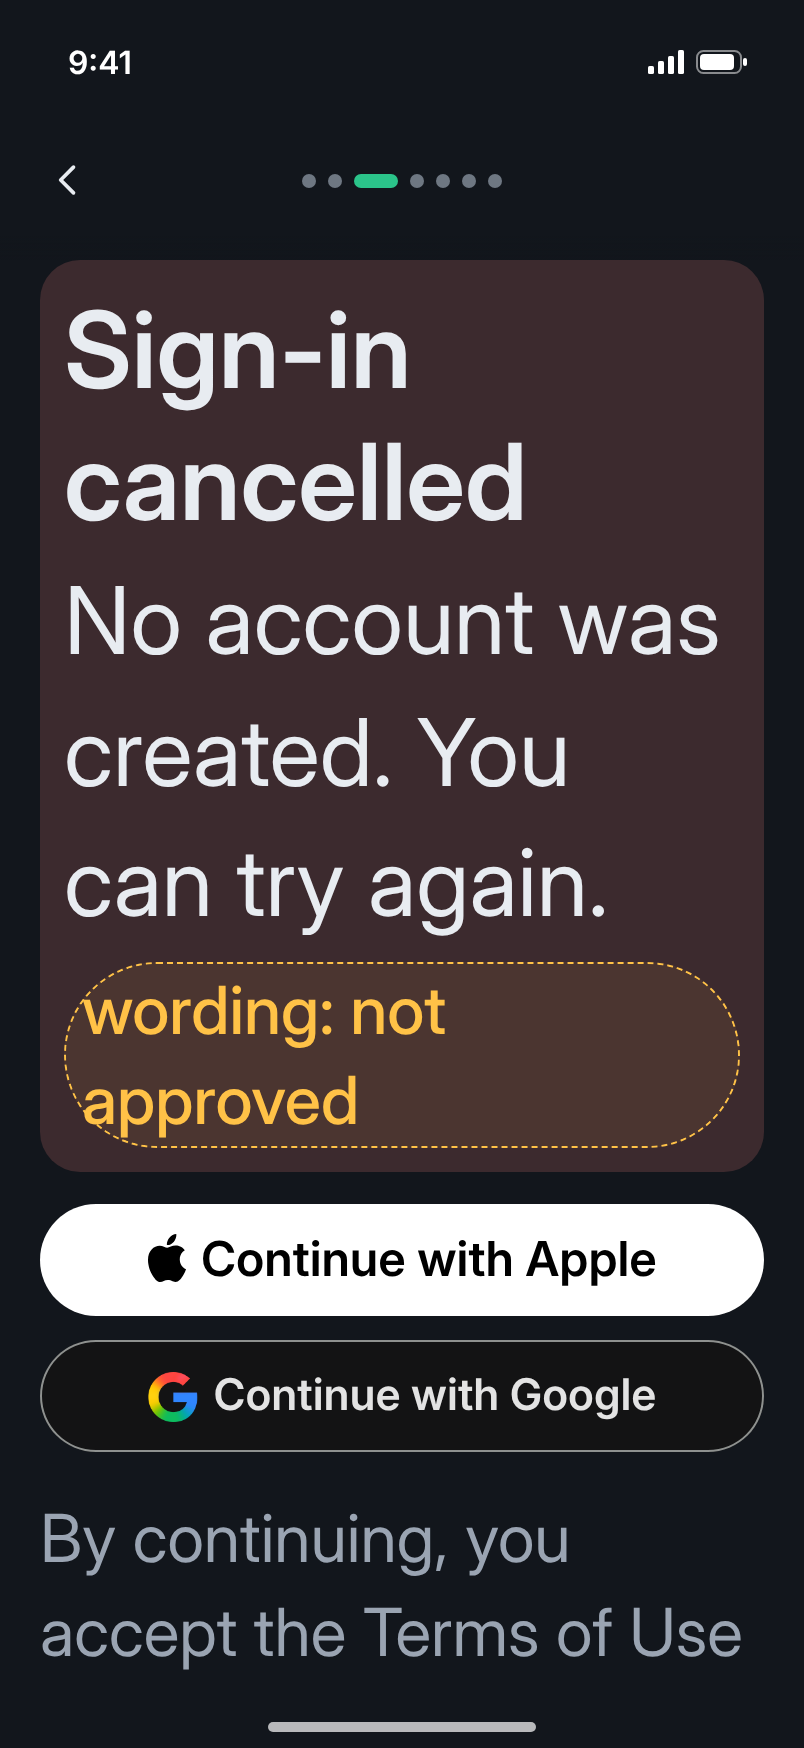 9:41
Sign-in
cancelled
No account was
created. You
can try again.
wording: not
approved
Continue with Apple
Continue with Google
By continuing, you
accept the Terms of Use